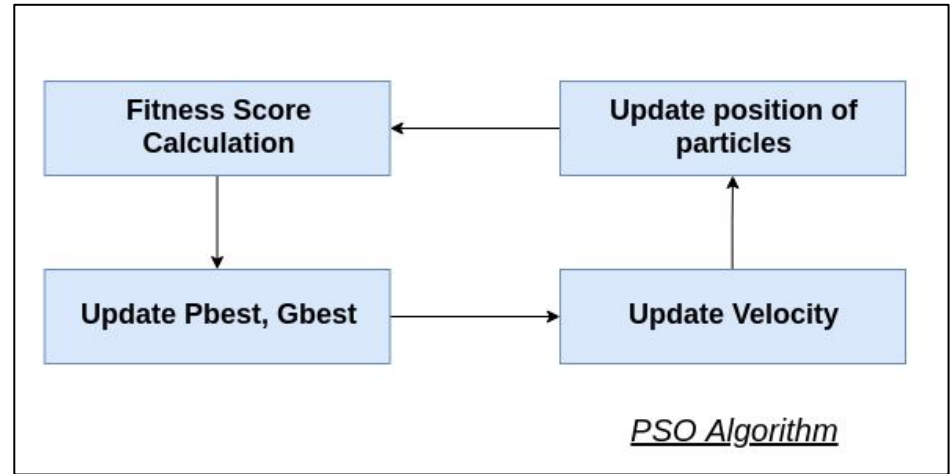 Fitness Score
Calculation
Update position of
particles
Update Pbest, Gbest
Update Velocity
PSO Algorithm